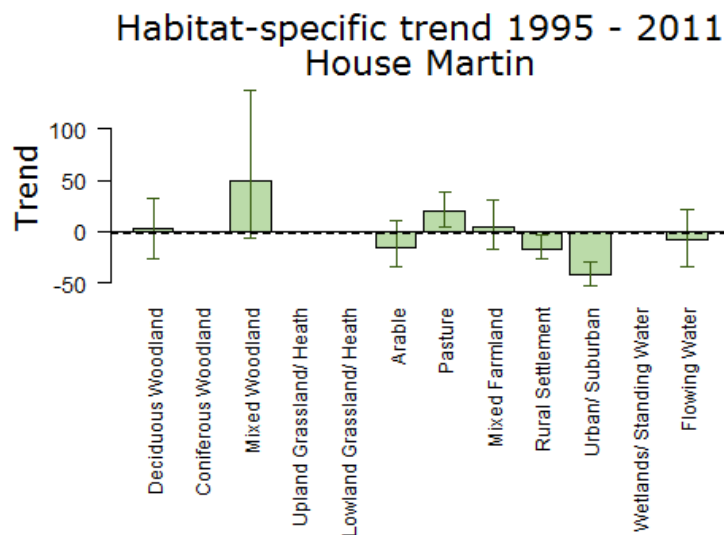 Habitat-specific trend 1995 - 2011
House Martin
Trend
100
50
0
-50
Deciduous Woodland
Coniferous Woodland
Mixed Woodland
Upland Grassland/ Heath
Lowland Grassland/ Heath
Arable
Pasture
Mixed Farmland
Rural Settlement
Urban/ Suburban
Wetlands/ Standing Water
Flowing Water